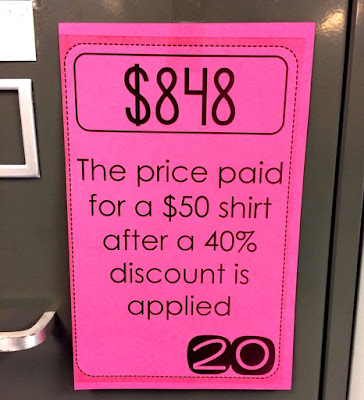 $848
The price paid
for a $50 shirt
after a 40%
discount is
applied
20